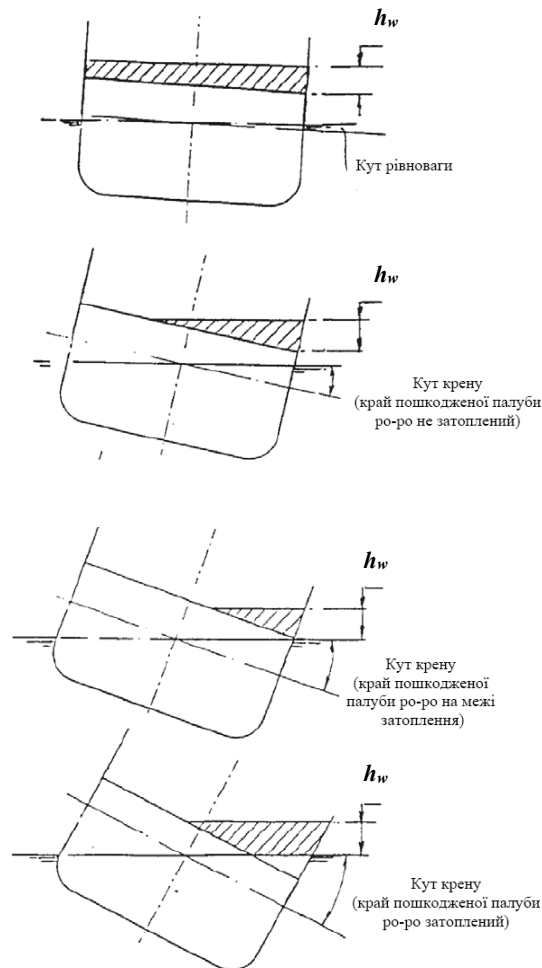 h_w
Кут рівноваги
h_w
Кут крену
(край пошкодженої палуби
ро-ро не затоплений)
h_w
Кут крену
(край пошкодженої
палуби ро-ро на межі
затоплення)
h_w
Кут крену
(край пошкодженої палуби
ро-ро затоплений)